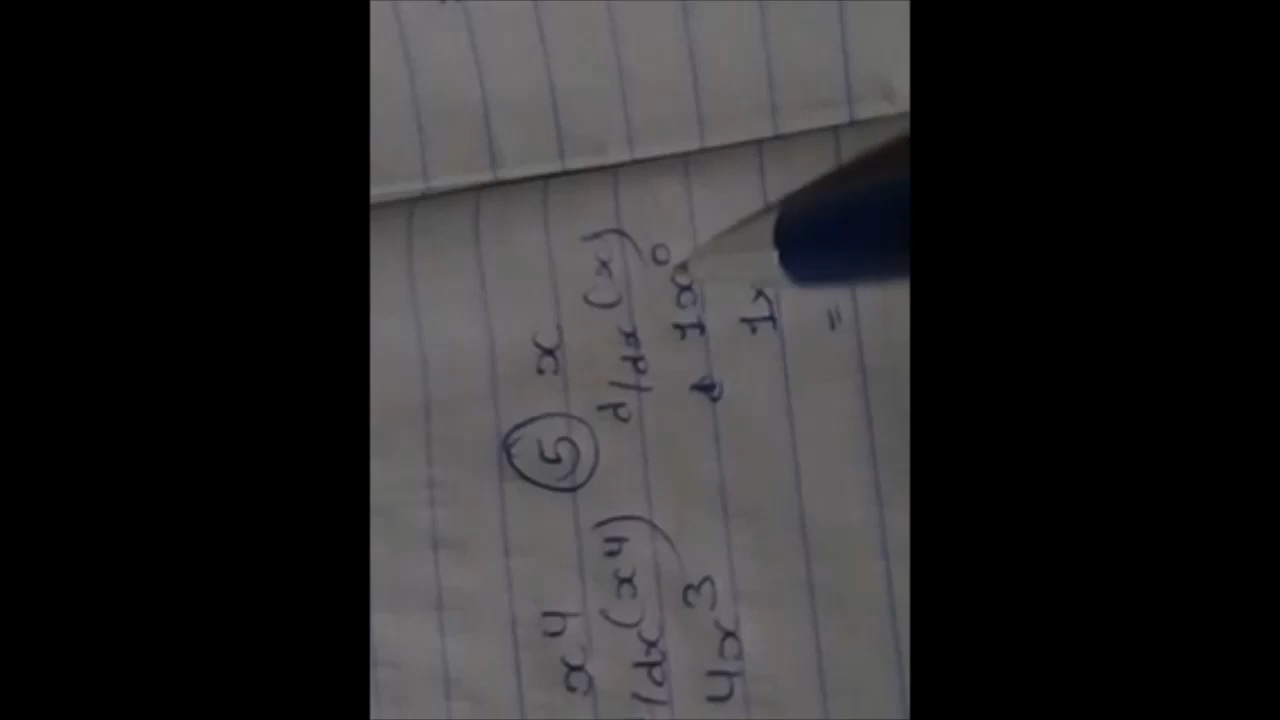 x⁴
/dx(x⁴)
4x³
⑤ x
d/dx(x)
1x⁰
1x
=